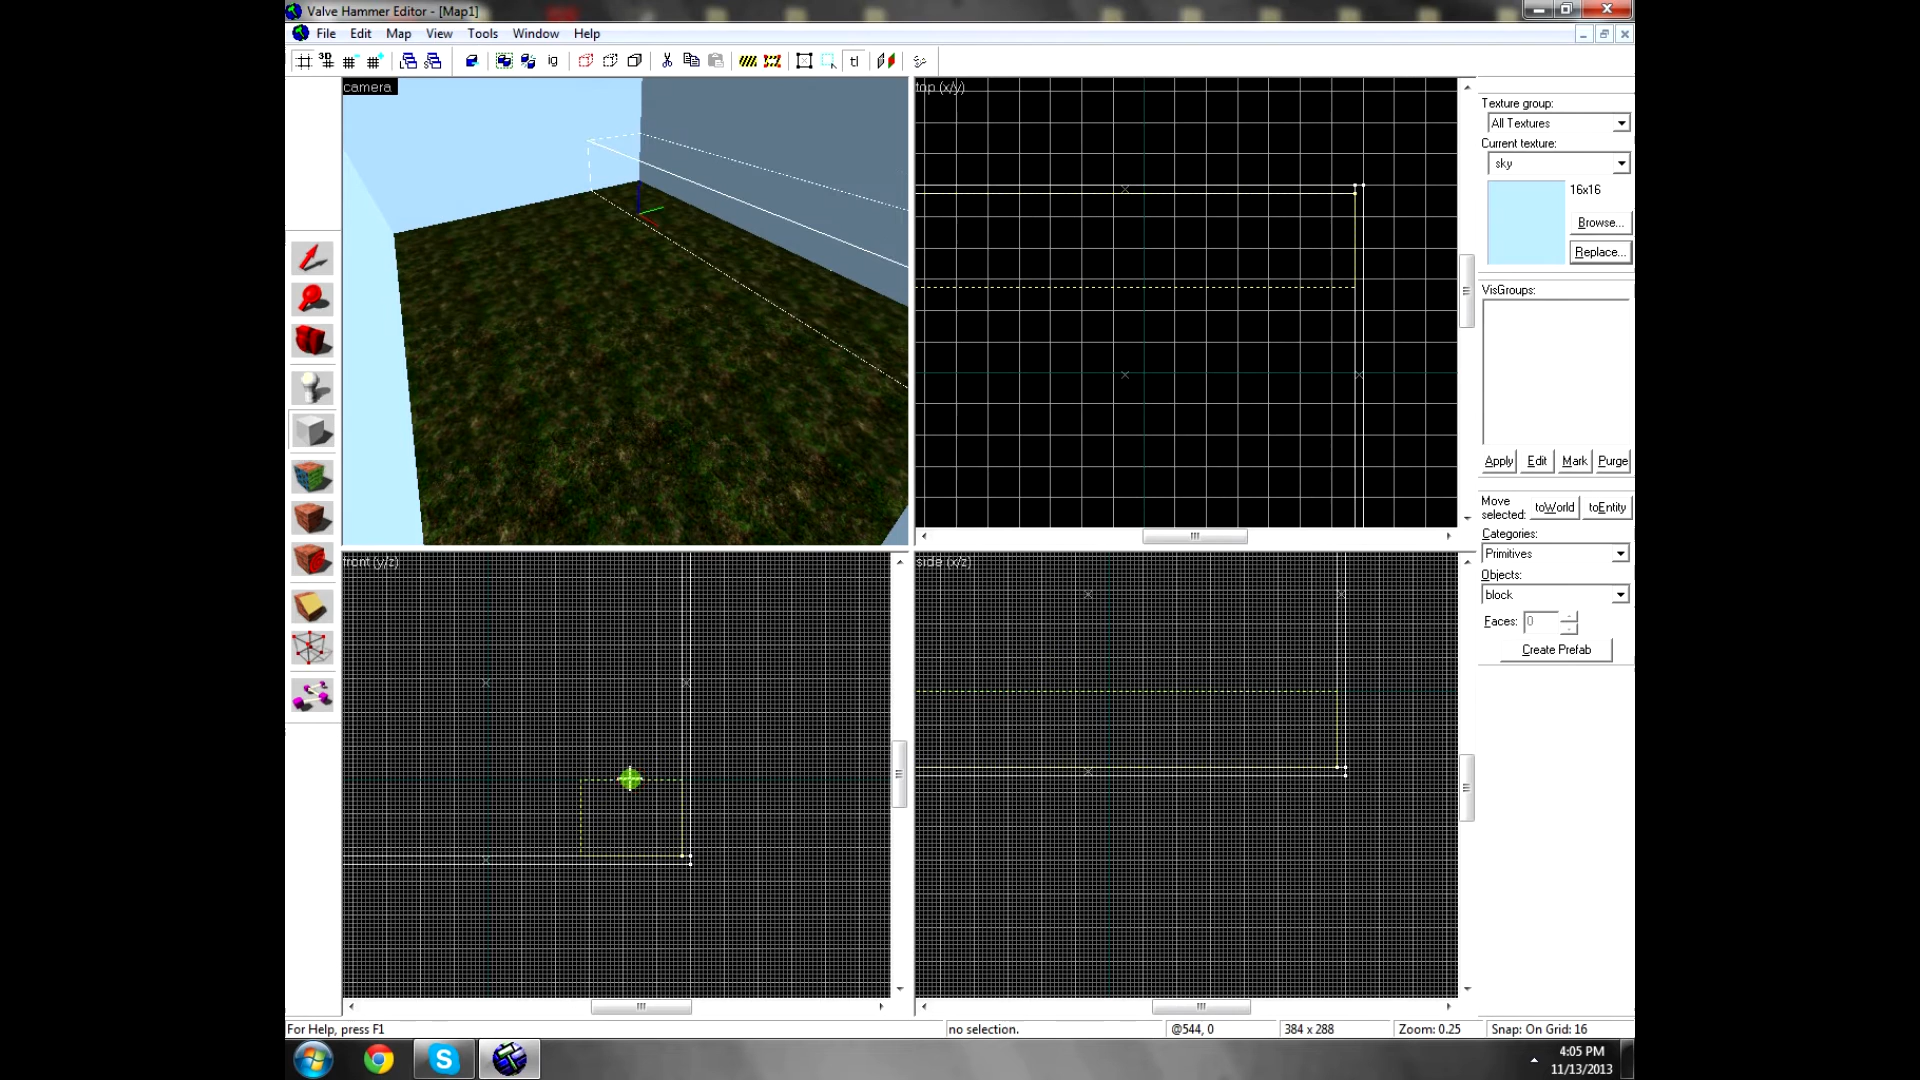 Valve Hammer Editor - [Map1]
File Edit Map View Tools Window Help
3D
ig
tl
camera
top (x/y)
front (y/z)
side (x/z)
Texture group:
All Textures
Current texture:
sky
16x16
Browse...
Replace...
VisGroups:
Apply Edit Mark Purge
Move selected: toWorld toEntity
Categories:
Primitives
Objects:
block
Faces: 0
Create Prefab
For Help, press F1
no selection.
@544, 0
384 x 288
Zoom: 0.25
Snap: On Grid: 16
4:05 PM
11/13/2013